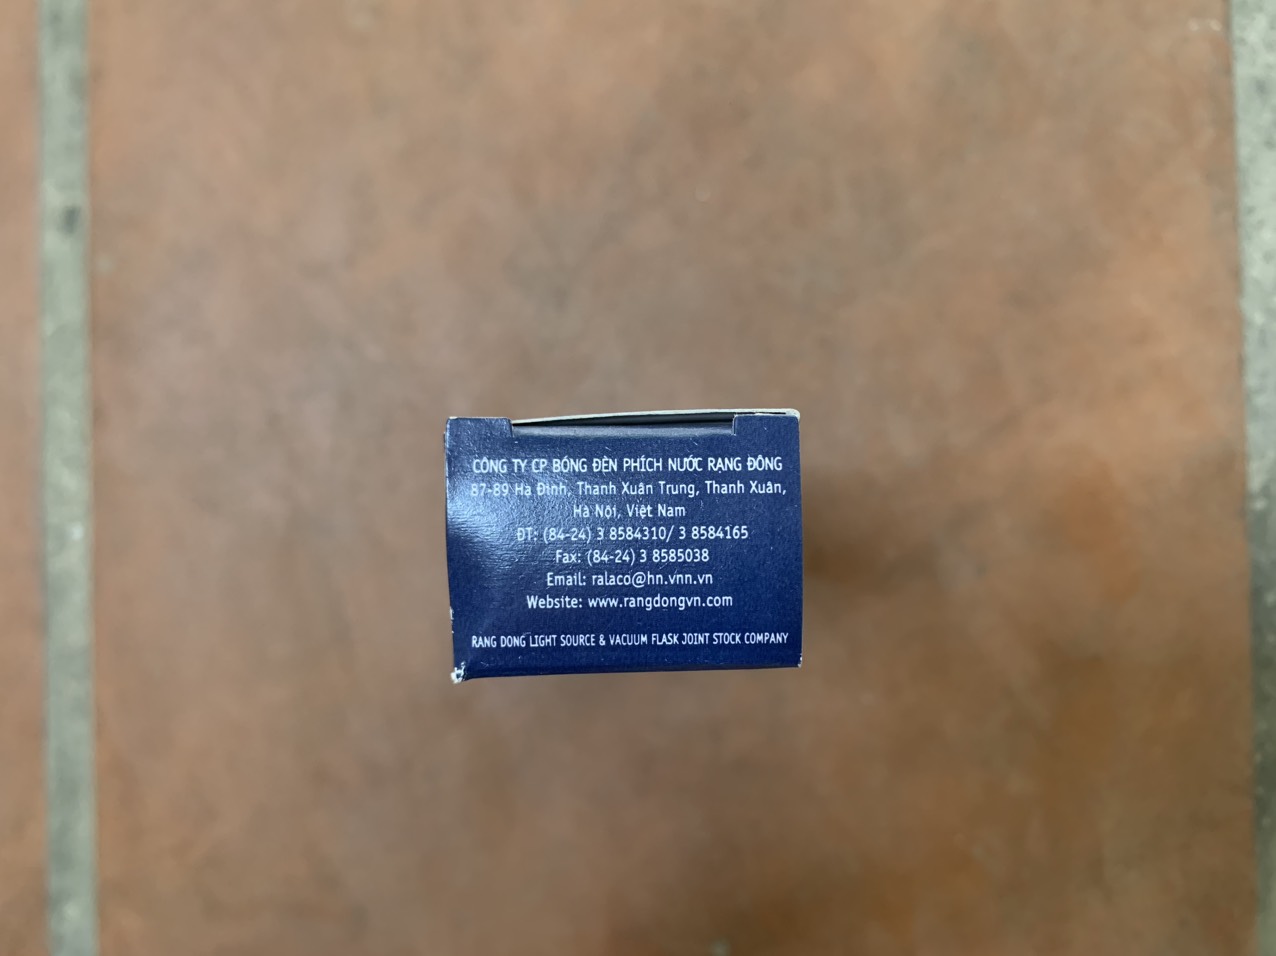 CÔNG TY CP BÓNG ĐÈN PHÍCH NƯỚC RẠNG ĐÔNG
87-89 Hạ Đình, Thanh Xuân Trung, Thanh Xuân,
Hà Nội, Việt Nam
ĐT: (84-24) 3 8584310/ 3 8584165
Fax: (84-24) 3 8585038
Email: ralaco@hn.vnn.vn
Website: www.rangdongvn.com
RANG DONG LIGHT SOURCE & VACUUM FLASK JOINT STOCK COMPANY